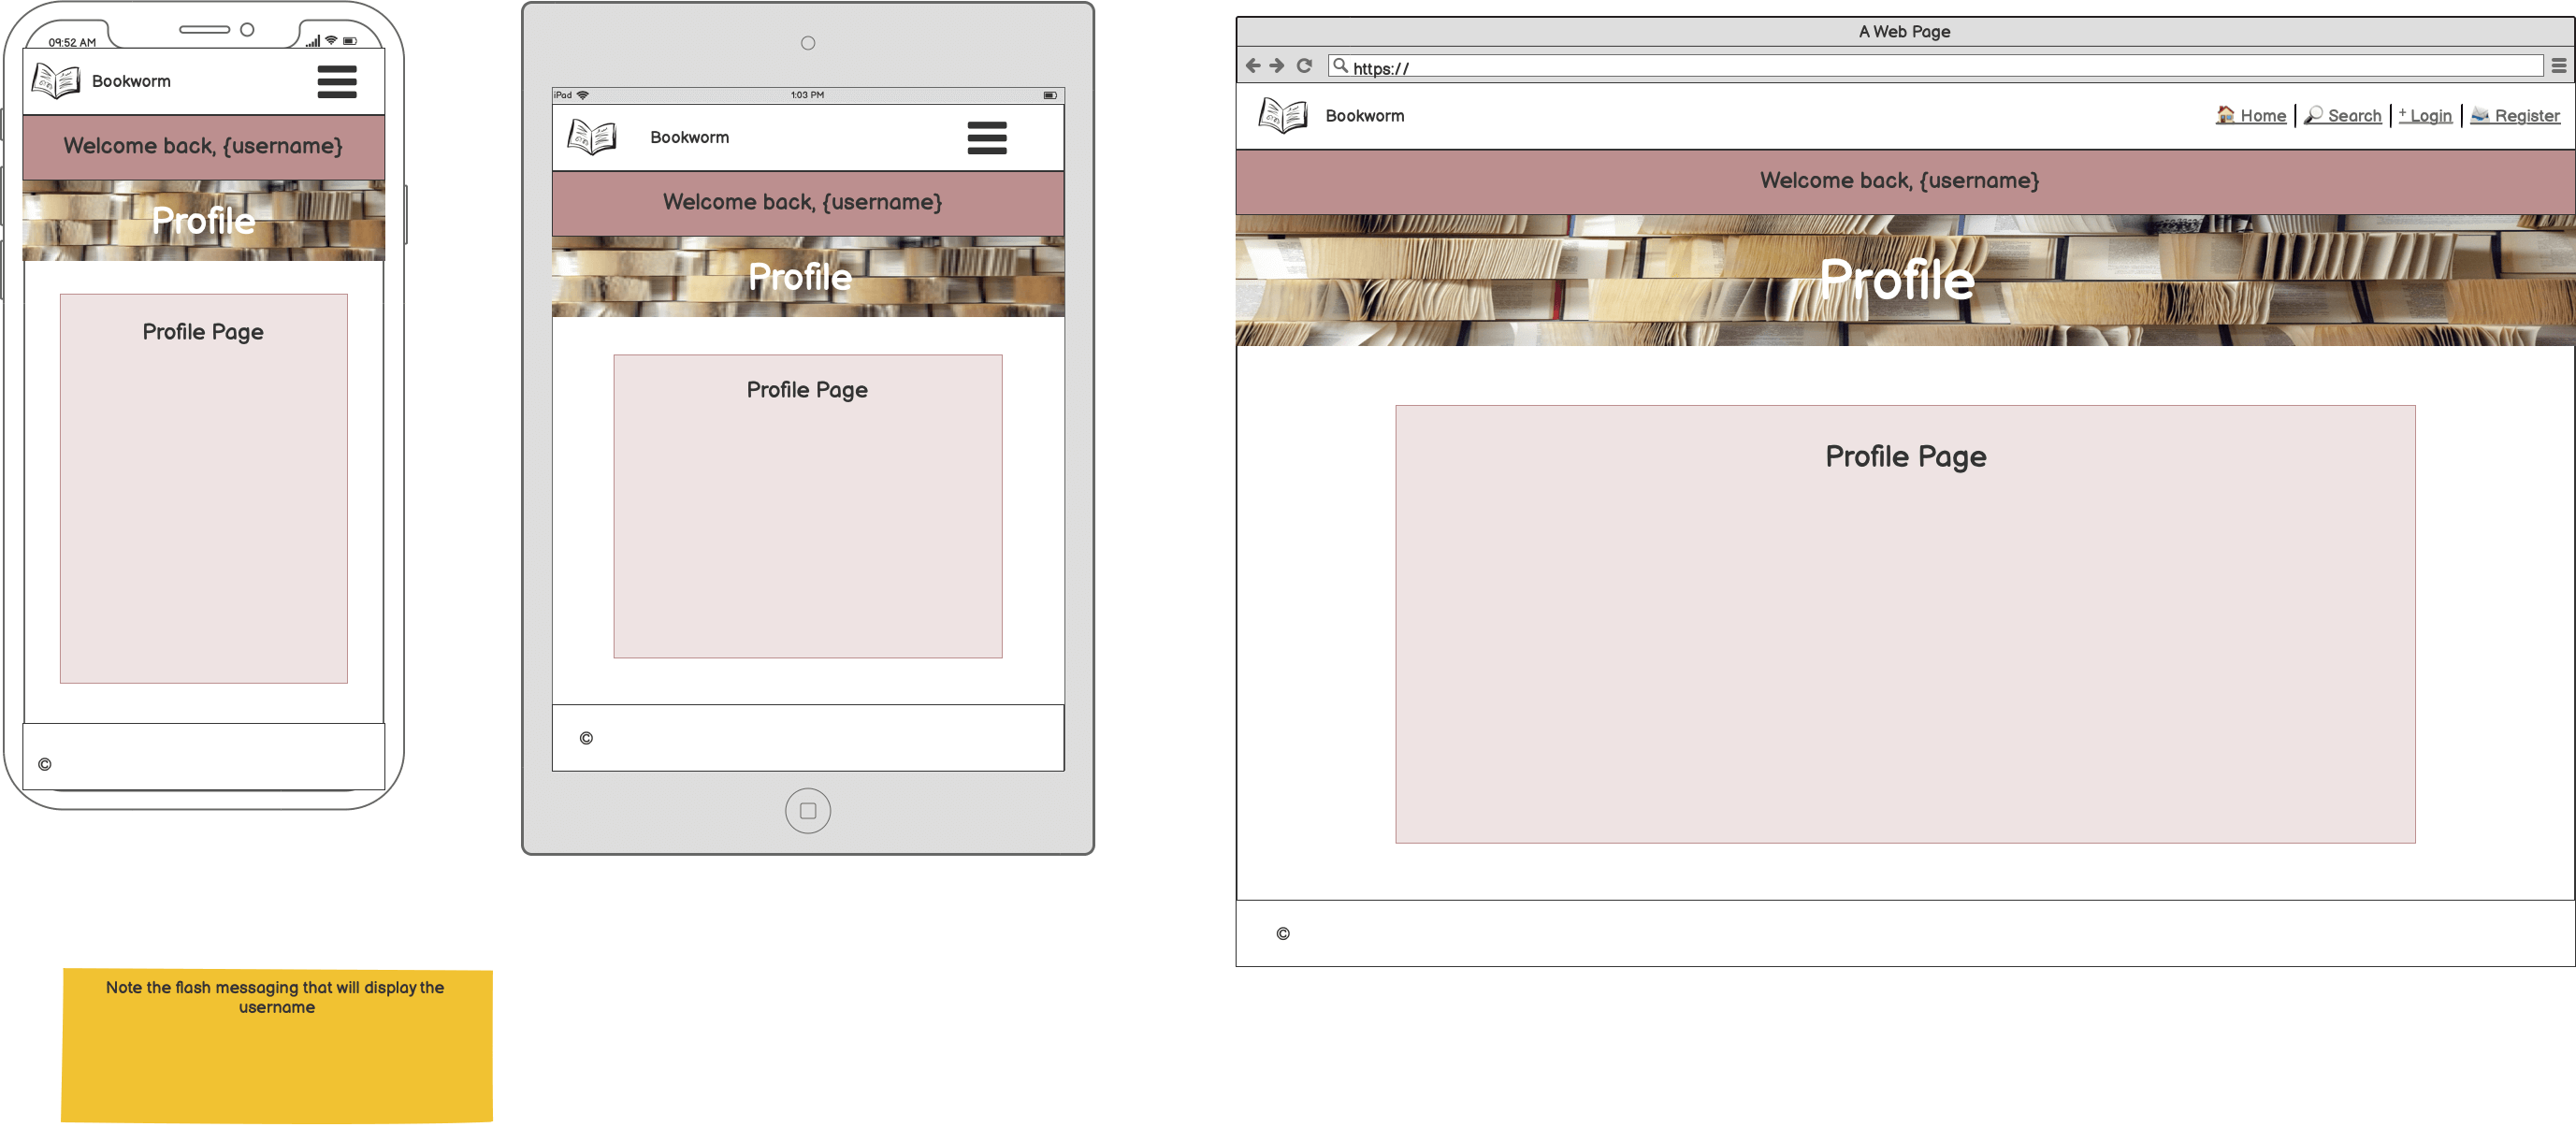 09:52 AM
Bookworm
Welcome back, {username}
Profile
Profile Page
©
iPad
1:03 PM
Bookworm
Welcome back, {username}
Profile
Profile Page
©
A Web Page
https://
Bookworm
Home
Search
+ Login
Register
Welcome back, {username}
Profile
Profile Page
©
Note the flash messaging that will display the
username